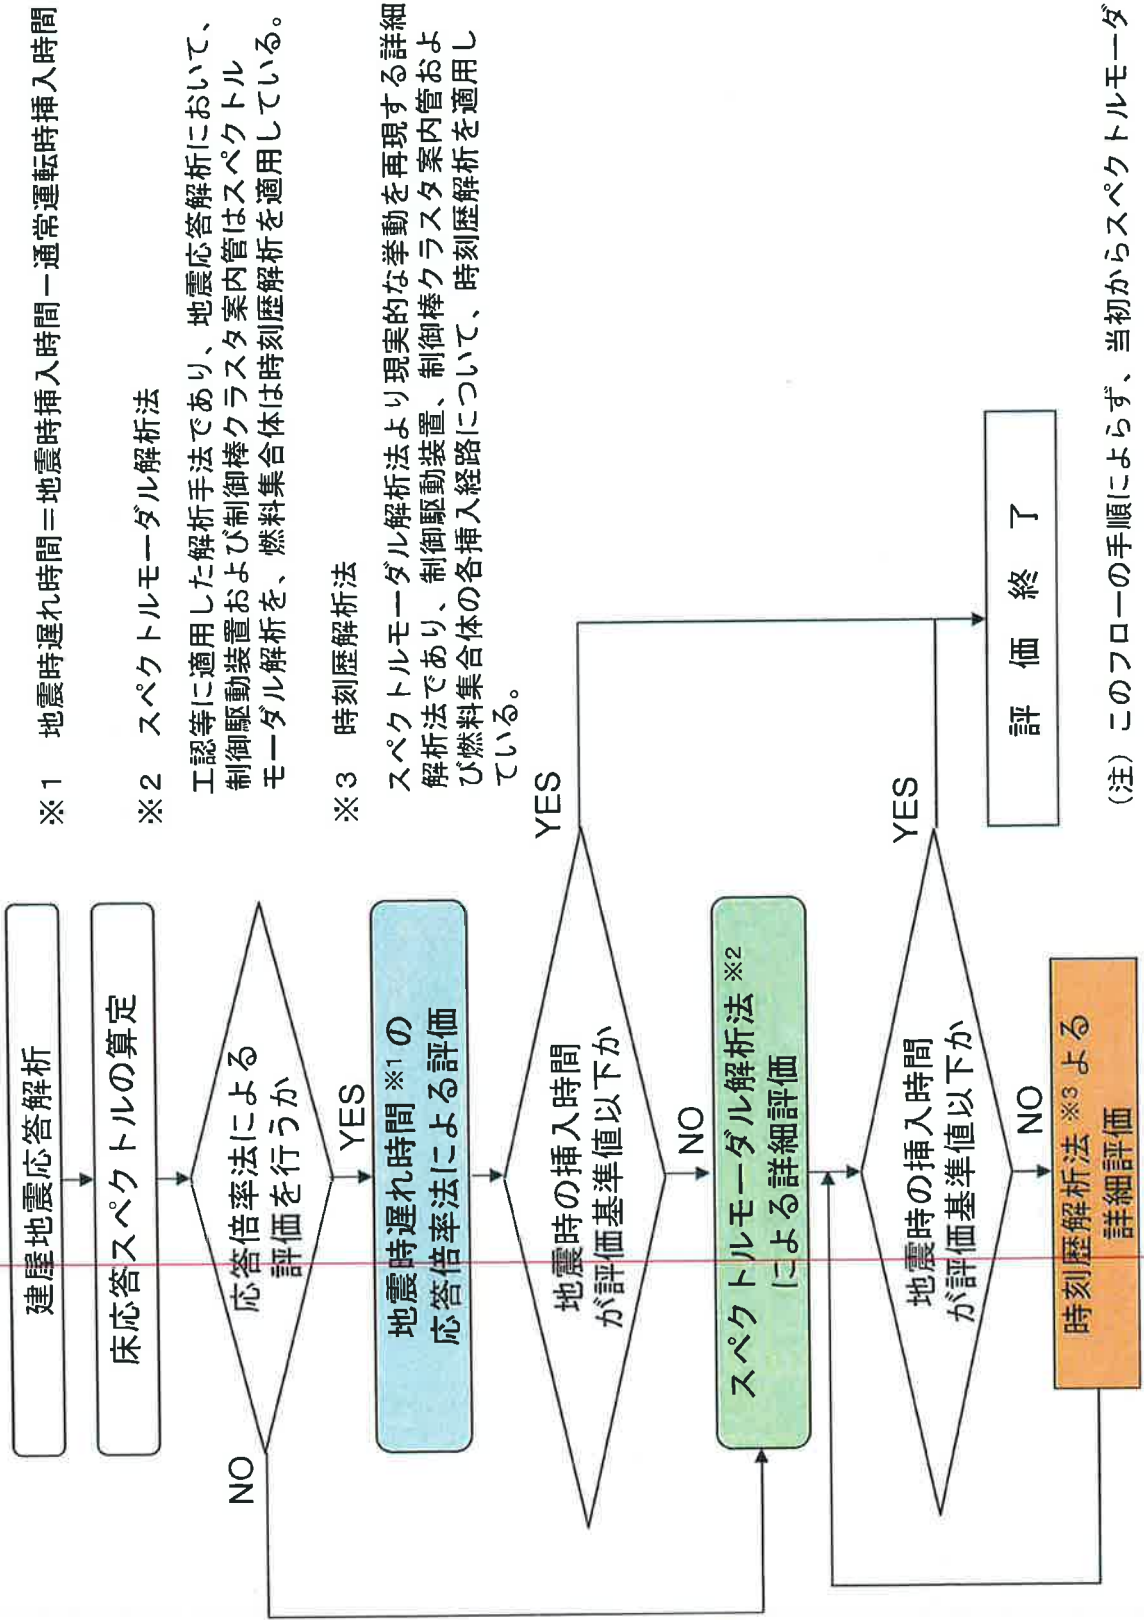 建屋地震応答解析
床応答スペクトルの算定
応答倍率法による
評価を行うか
NO
YES
地震時遅れ時間※1の
応答倍率法による評価
地震時の挿入時間
が評価基準値以下か
YES
NO
スペクトルモーダル解析法※2
による詳細評価
地震時の挿入時間
が評価基準値以下か
YES
NO
時刻歴解析法※3よる
詳細評価
評価終了
※1 地震時遅れ時間=地震時挿入時間-通常運転時挿入時間
※2 スペクトルモーダル解析法
工認等に適用した解析手法であり、地震応答解析において、
制御駆動装置および制御棒クラスタ案内管はスペクトル
モーダル解析を、燃料集合体は時刻歴解析を適用している。
※3 時刻歴解析法
スペクトルモーダル解析法より現実的な挙動を再現する詳細
解析法であり、制御駆動装置、制御棒クラスタ案内管およ
び燃料集合体の各挿入経路について、時刻歴解析を適用し
ている。
(注)このフローの手順によらず、当初からスペクトルモーダ